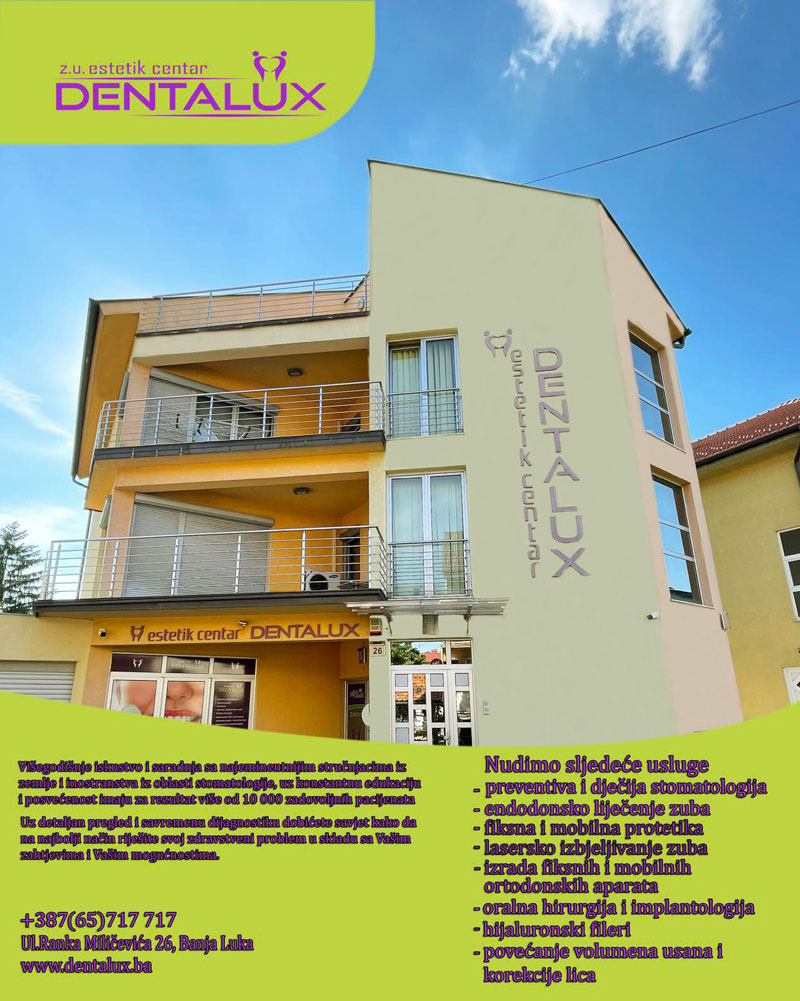 z.u. estetik centar
DENTALUX
estetik centar
DENTALUX
estetik centar DENTALUX
DENTALUX
26
Višegodišnje iskustvo i saradnja sa najeminentnijim stručnjacima iz
zemlje i inostranstva iz oblasti stomatologije, uz konstantnu edukaciju
i posvećenost imaju za rezultat više od 10 000 zadovoljnih pacijenata
Uz detaljan pregled i savremenu dijagnostiku dobićete savjet kako da
na najbolji način riješite svoj zdravstveni problem u skladu sa Vašim
zahtjevima i Vašim mogućnostima.
+387(65)717 717
Ul.Ranka Miličevića 26, Banja Luka
www.dentalux.ba
Nudimo sljedeće usluge
- preventiva i dječija stomatologija
- endodonsko liječenje zuba
- fiksna i mobilna protetika
- lasersko izbjeljivanje zuba
- izrada fiksnih i mobilnih
ortodonskih aparata
- oralna hirurgija i implantologija
- hijaluronski fileri
- povećanje volumena usana i
korekcije lica